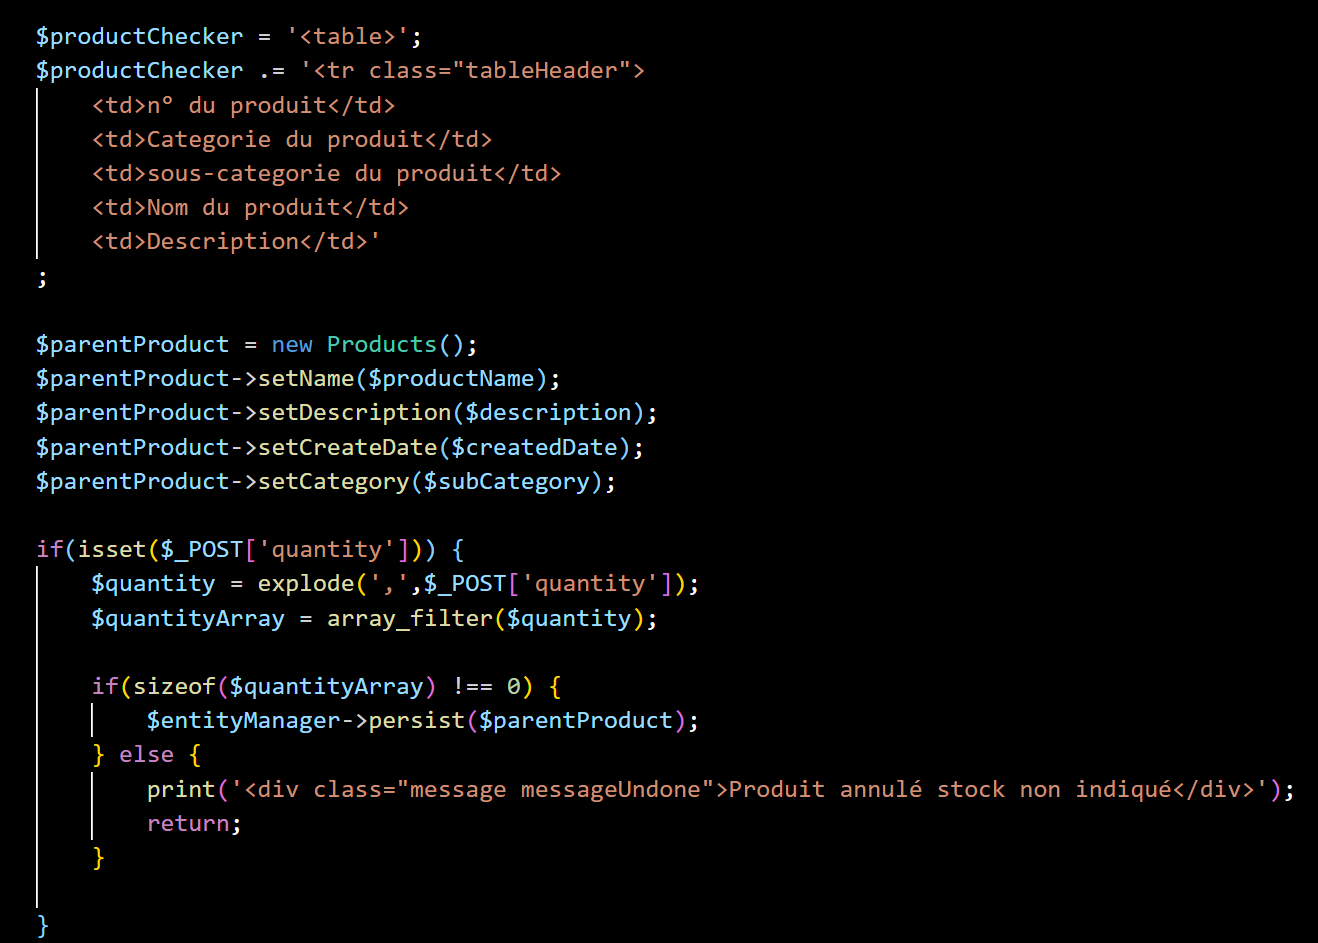 $productChecker = '<table>';
$productChecker .= '<tr class="tableHeader">
    <td>n° du produit</td>
    <td>Categorie du produit</td>
    <td>sous-categorie du produit</td>
    <td>Nom du produit</td>
    <td>Description</td>'
;
$parentProduct = new Products();
$parentProduct->setName($productName);
$parentProduct->setDescription($description);
$parentProduct->setCreateDate($createdDate);
$parentProduct->setCategory($subCategory);
if(isset($_POST['quantity'])) {
    $quantity = explode(',',$_POST['quantity']);
    $quantityArray = array_filter($quantity);
    if(sizeof($quantityArray) !== 0) {
        $entityManager->persist($parentProduct);
    } else {
        print('<div class="message messageUndone">Produit annulé stock non indiqué</div>');
        return;
    }
}